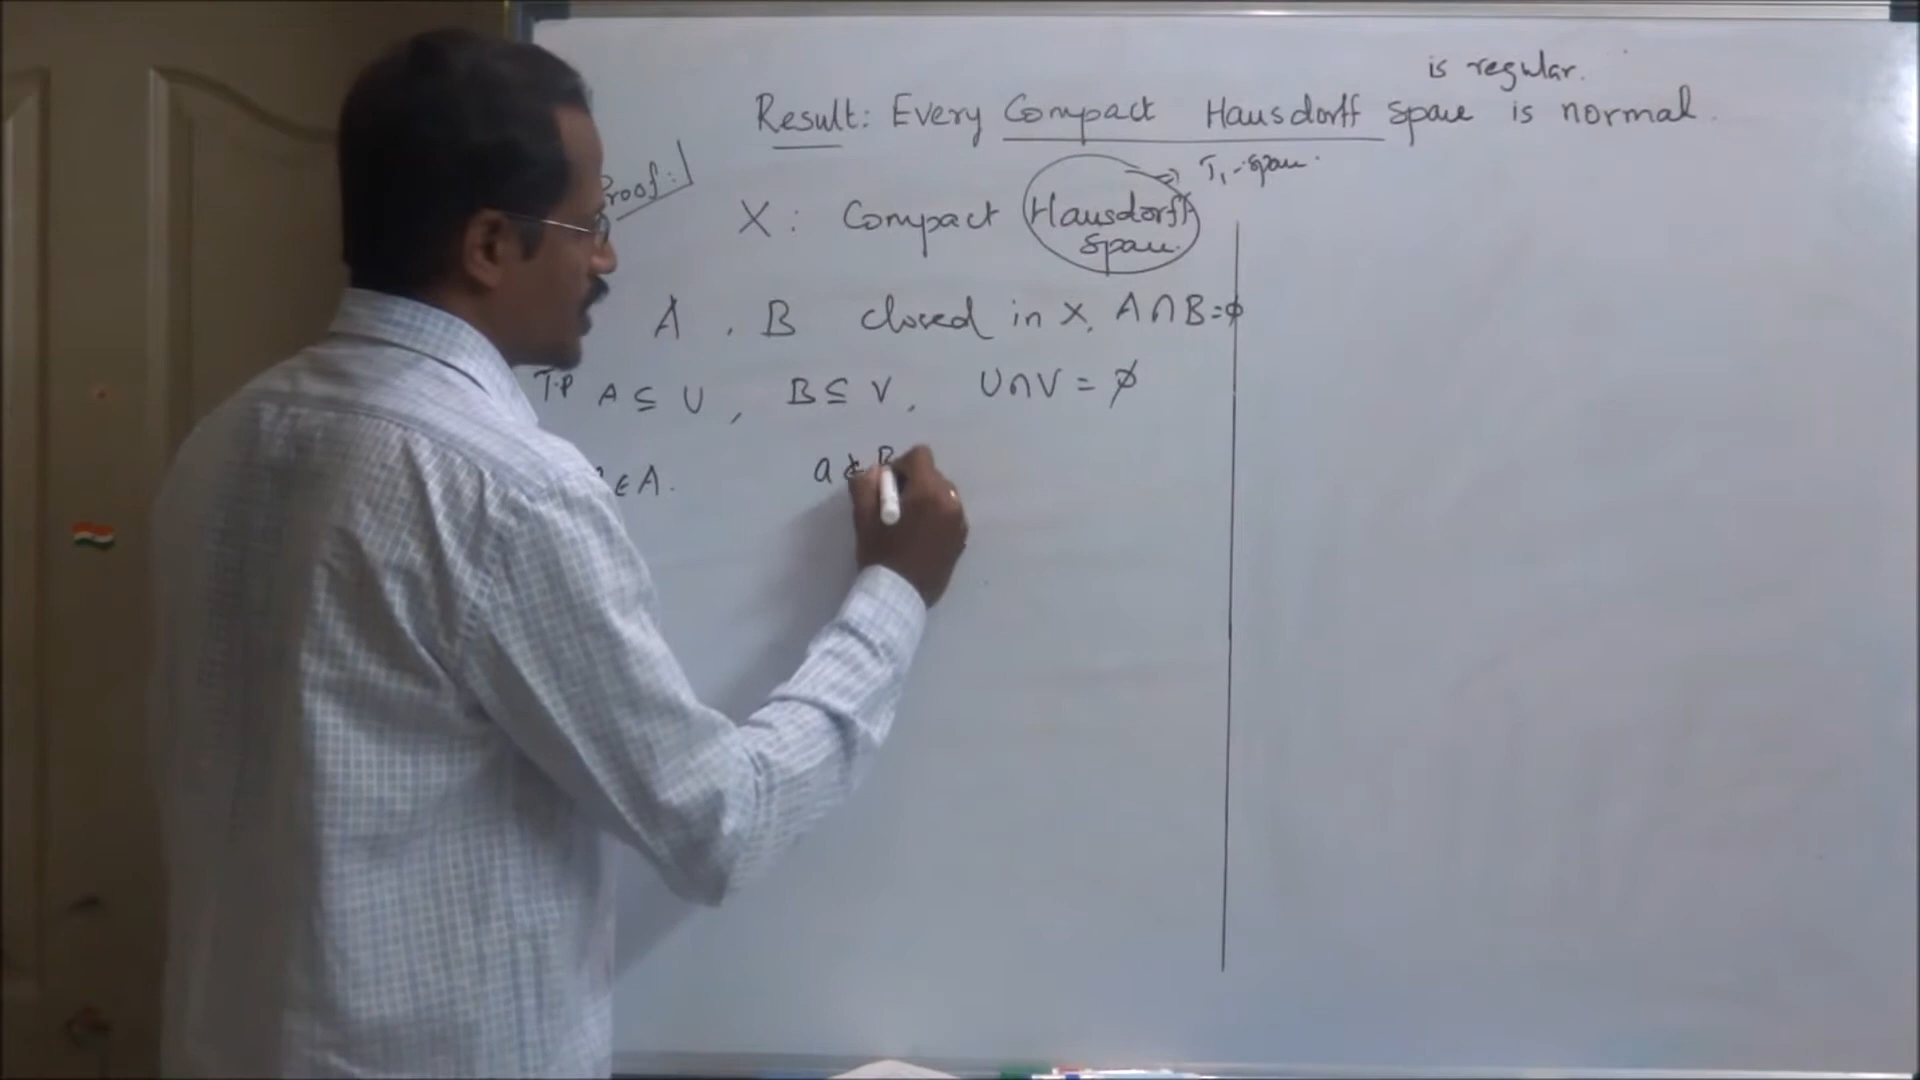 is regular.
Result: Every Compact Hausdorff space is normal.
Proof:
⇒ T₁-space.
X : Compact Hausdorff
space.
A , B closed in X, A∩B=ϕ
T.P A ⊆ U , B ⊆ V , U∩V = ϕ
∈ A. a ∉ B